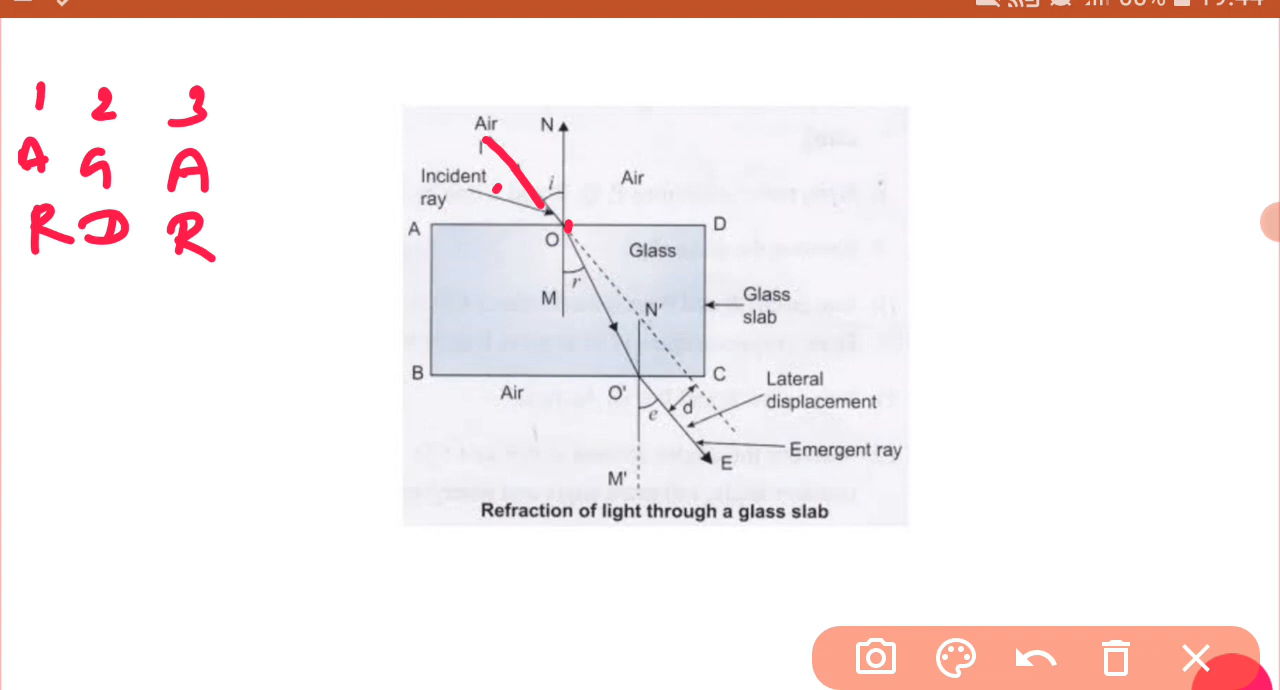 1 2 3
A G A
R D R
Air
N
I
Incident
ray
i
Air
A
D
O
Glass
r
M
N'
Glass
slab
B
C
Air
O'
Lateral
displacement
d
e
Emergent ray
E
M'
Refraction of light through a glass slab